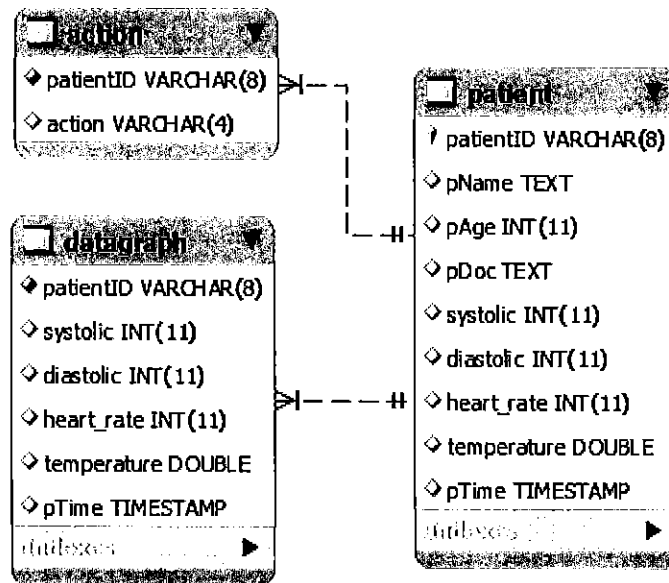 action
patientID VARCHAR(8)
action VARCHAR(4)
datagraph
patientID VARCHAR(8)
systolic INT(11)
diastolic INT(11)
heart_rate INT(11)
temperature DOUBLE
pTime TIMESTAMP
Indexes
patient
patientID VARCHAR(8)
pName TEXT
pAge INT(11)
pDoc TEXT
systolic INT(11)
diastolic INT(11)
heart_rate INT(11)
temperature DOUBLE
pTime TIMESTAMP
Indexes